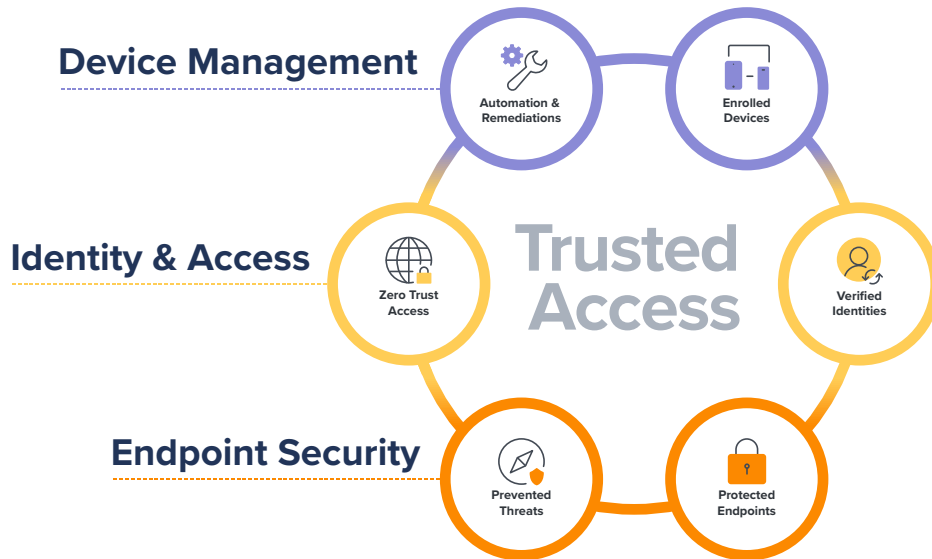 Device Management
Automation &
Remediations
Enrolled
Devices
Identity & Access
Zero Trust
Access
Trusted
Access
Verified
Identities
Endpoint Security
Prevented
Threats
Protected
Endpoints